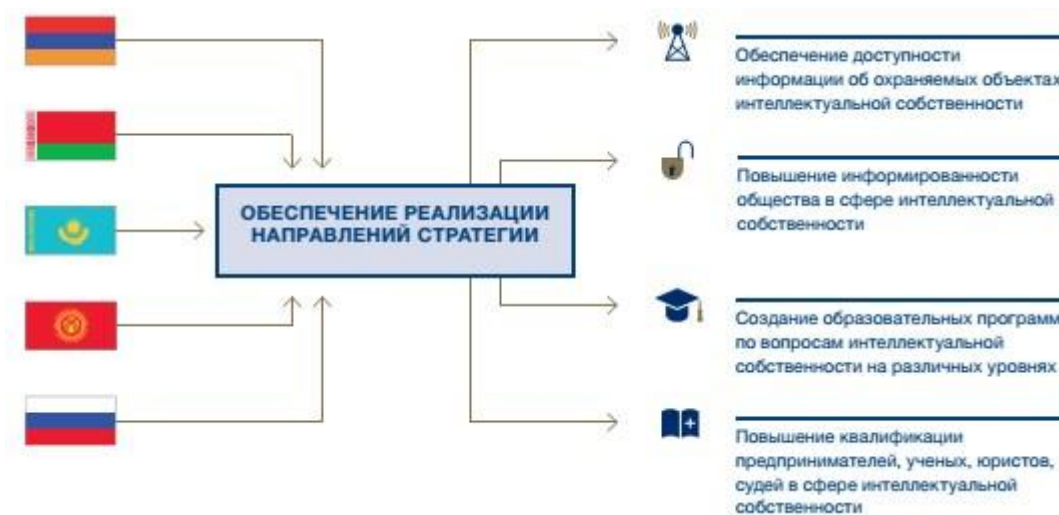 ОБЕСПЕЧЕНИЕ РЕАЛИЗАЦИИ
НАПРАВЛЕНИЙ СТРАТЕГИИ
Обеспечение доступности
информации об охраняемых объектах
интеллектуальной собственности
Повышение информированности
общества в сфере интеллектуальной
собственности
Создание образовательных программ
по вопросам интеллектуальной
собственности на различных уровнях
Повышение квалификации
предпринимателей, ученых, юристов,
судей в сфере интеллектуальной
собственности